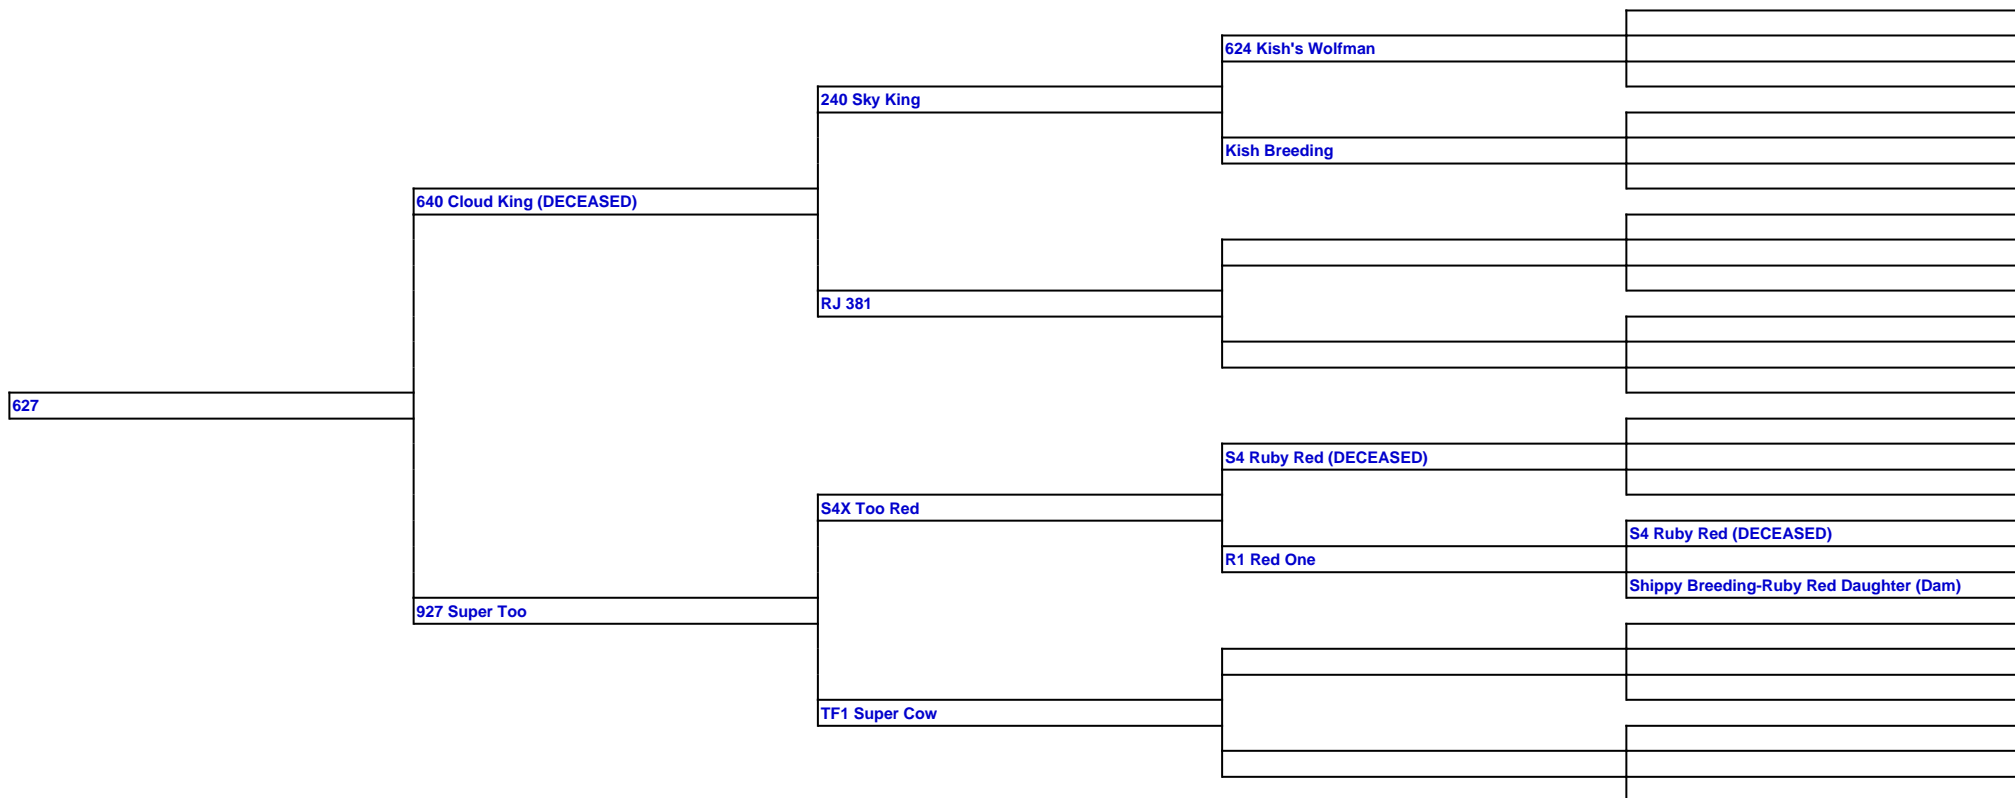 624 Kish's Wolfman
240 Sky King
Kish Breeding
640 Cloud King (DECEASED)
RJ 381
627
S4 Ruby Red (DECEASED)
S4X Too Red
S4 Ruby Red (DECEASED)
R1 Red One
Shippy Breeding-Ruby Red Daughter (Dam)
927 Super Too
TF1 Super Cow